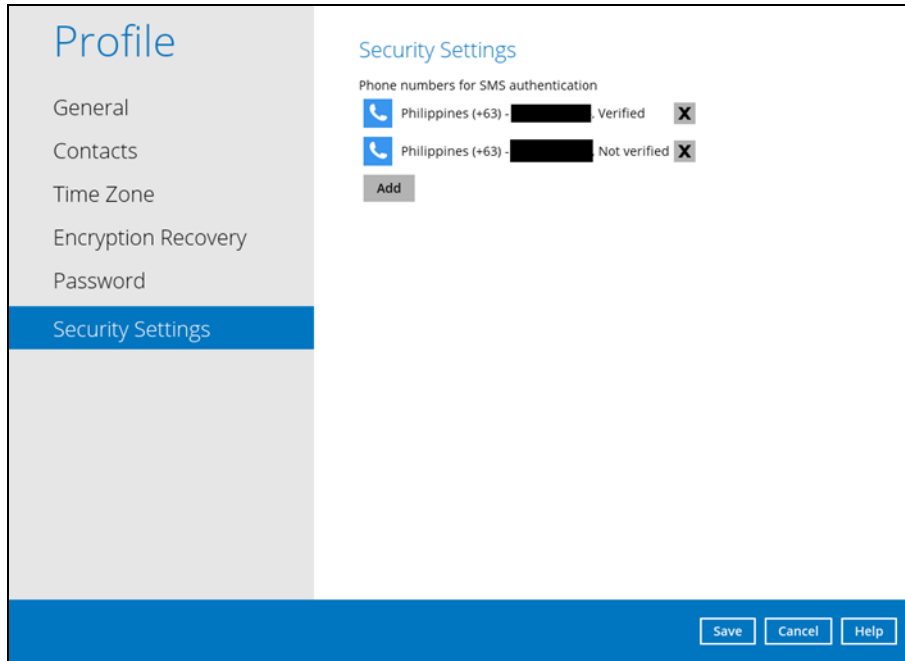 Profile
General
Contacts
Time Zone
Encryption Recovery
Password
Security Settings
Security Settings
Phone numbers for SMS authentication
Philippines (+63) - . Verified X
Philippines (+63) - . Not verified X
Add
Save Cancel Help